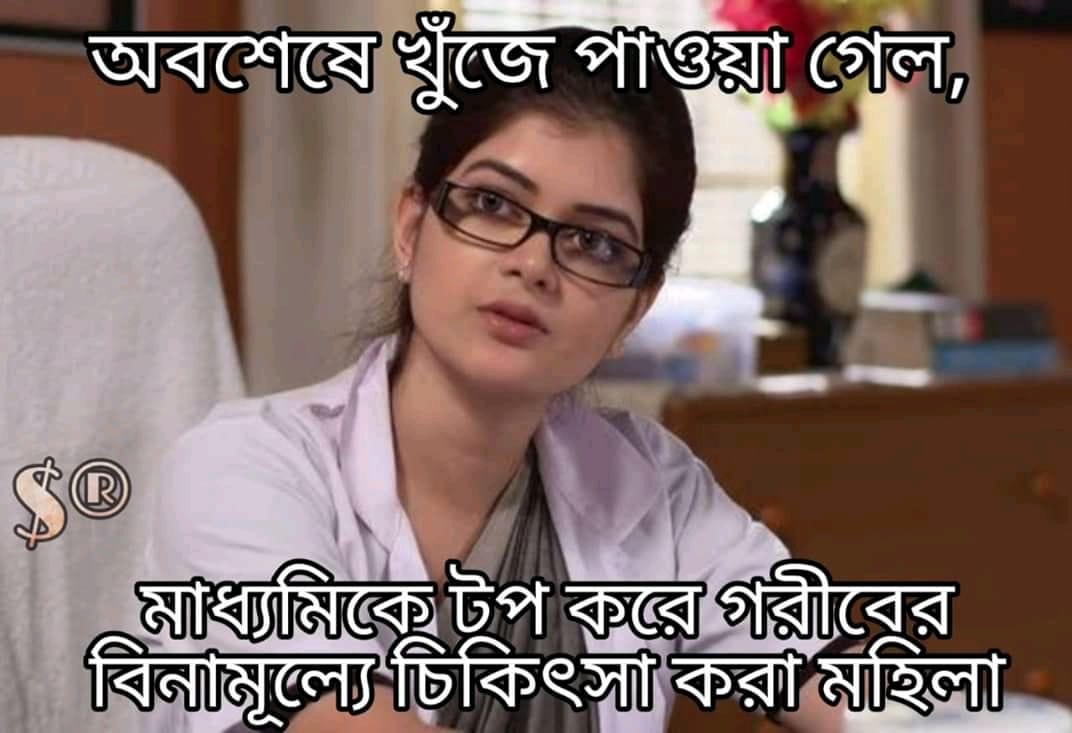 অবশেষে খুঁজে পাওয়া গেল,
$®
মাধ্যমিকে টপ করে গরীবের
বিনামূল্যে চিকিৎসা করা মহিলা